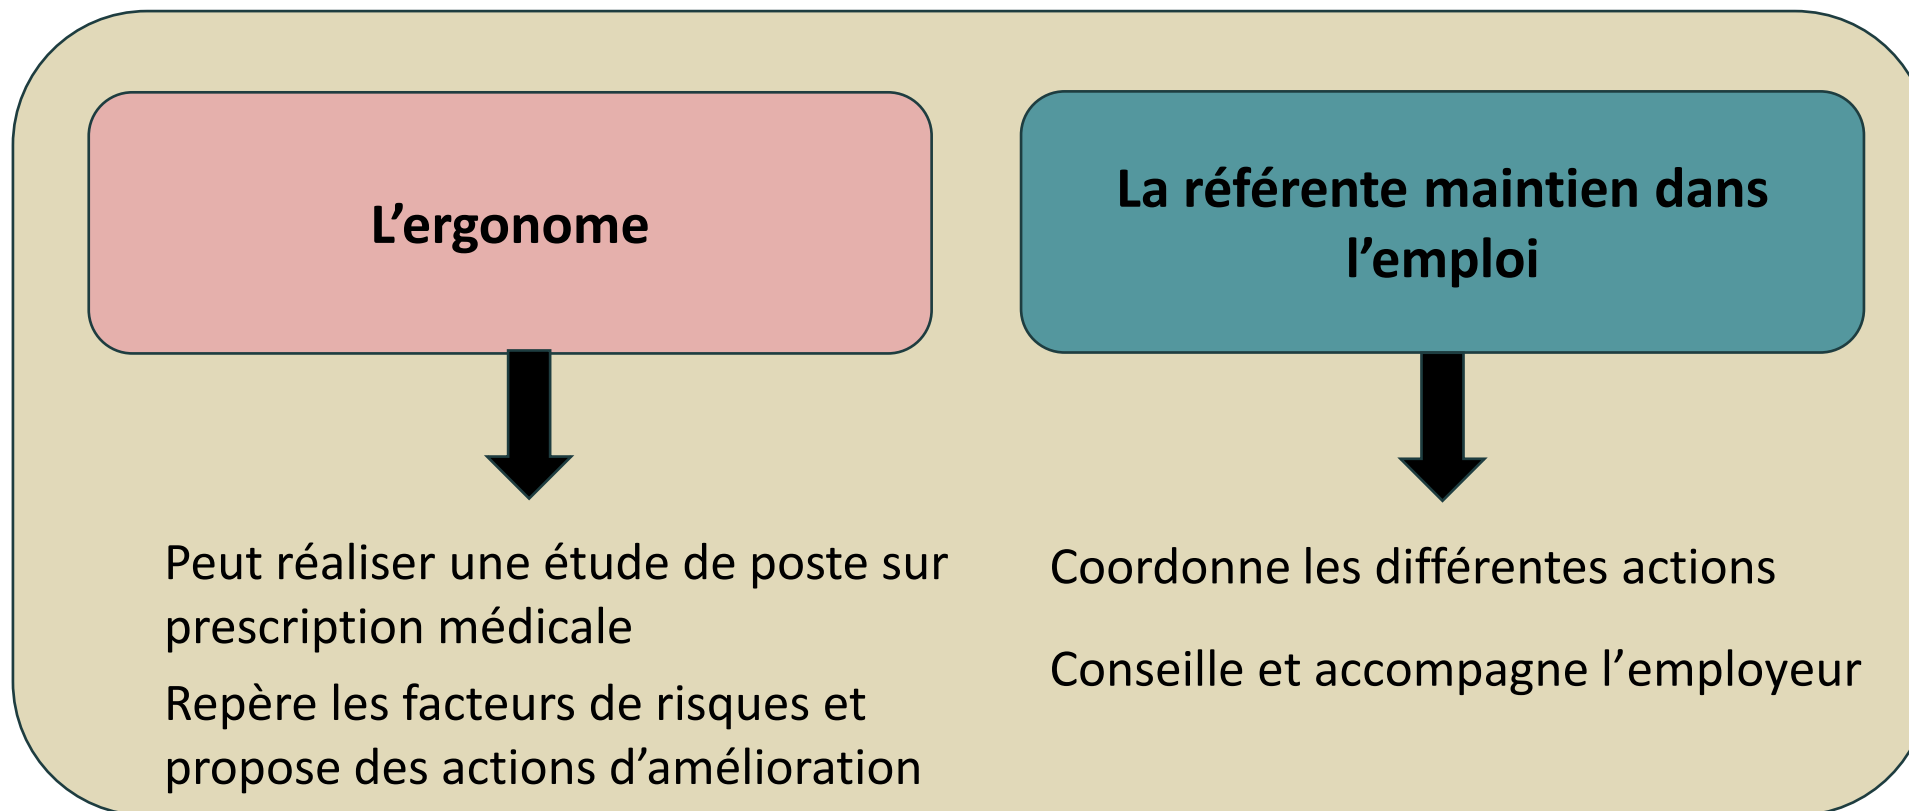 L’ergonome
La référente maintien dans
l’emploi
Peut réaliser une étude de poste sur
prescription médicale
Repère les facteurs de risques et
propose des actions d’amélioration
Coordonne les différentes actions
Conseille et accompagne l’employeur